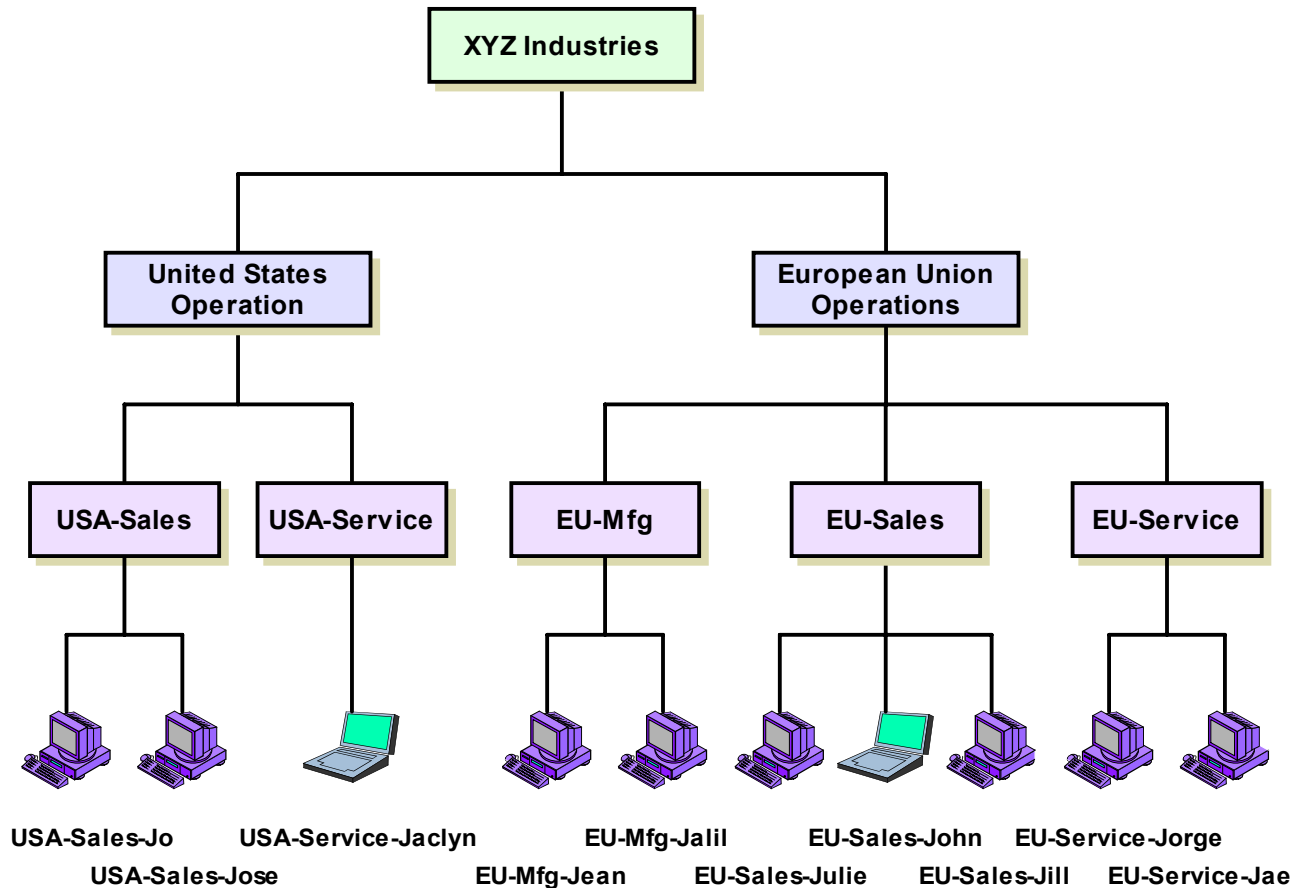 XYZ Industries
United States
Operation
European Union
Operations
USA-Sales
USA-Service
EU-Mfg
EU-Sales
EU-Service
USA-Sales-Jo
USA-Service-Jaclyn
EU-Mfg-Jalil
EU-Sales-John
EU-Service-Jorge
USA-Sales-Jose
EU-Mfg-Jean
EU-Sales-Julie
EU-Sales-Jill
EU-Service-Jae